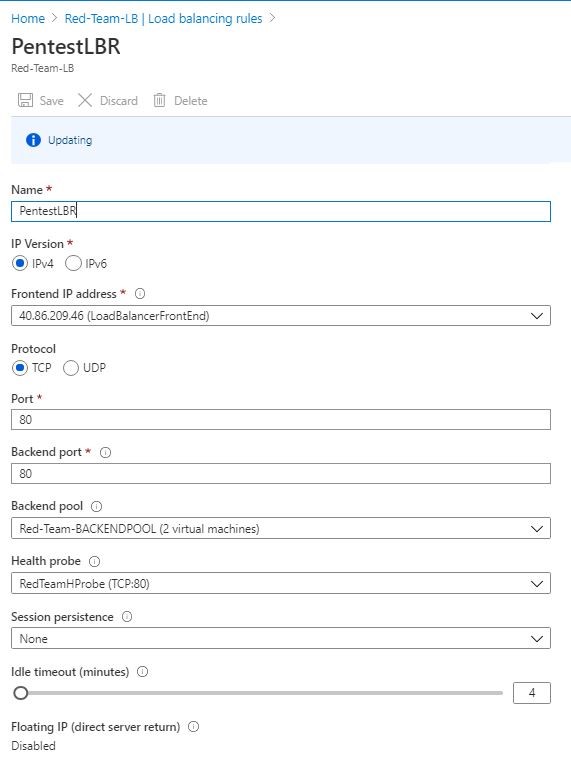 Home > Red-Team-LB | Load balancing rules >
PentestLBR
Red-Team-LB
Save Discard Delete
Updating
Name *
PentestLBR
IP Version *
IPv4 IPv6
Frontend IP address *
40.86.209.46 (LoadBalancerFrontEnd)
Protocol
TCP UDP
Port *
80
Backend port *
80
Backend pool
Red-Team-BACKENDPOOL (2 virtual machines)
Health probe
RedTeamHProbe (TCP:80)
Session persistence
None
Idle timeout (minutes)
4
Floating IP (direct server return)
Disabled